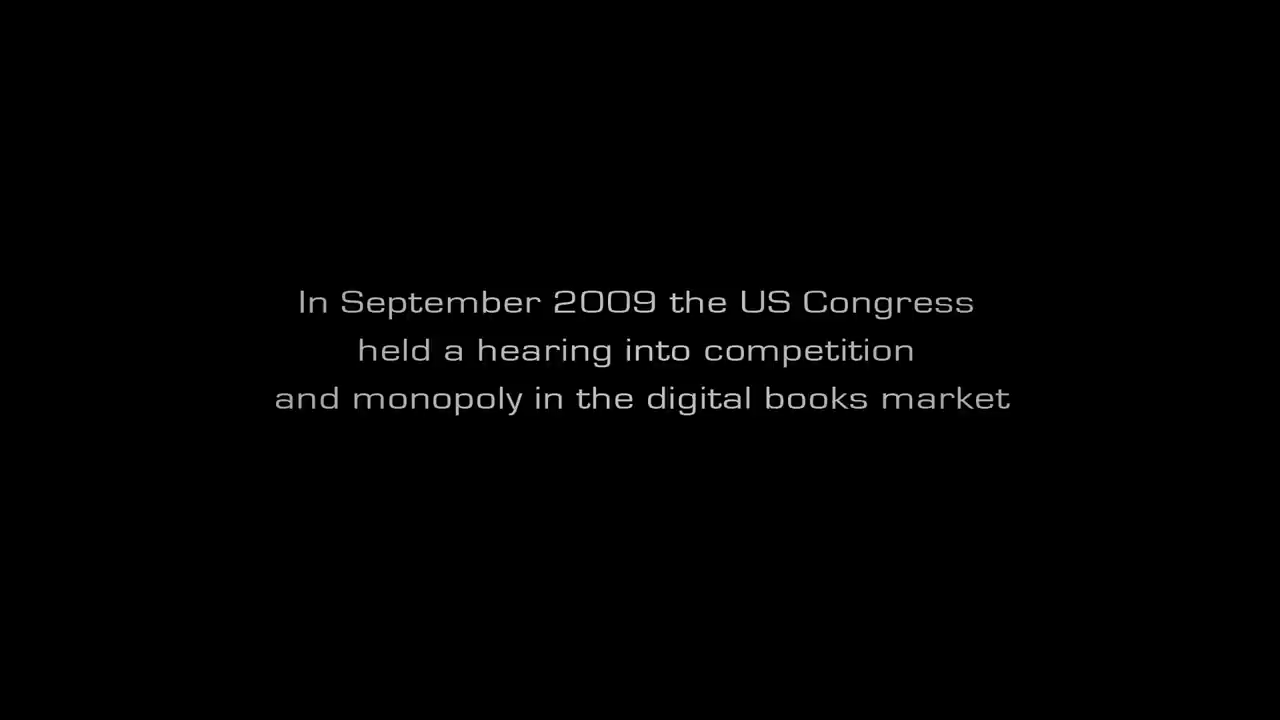 In September 2009 the US Congress
held a hearing into competition
and monopoly in the digital books market